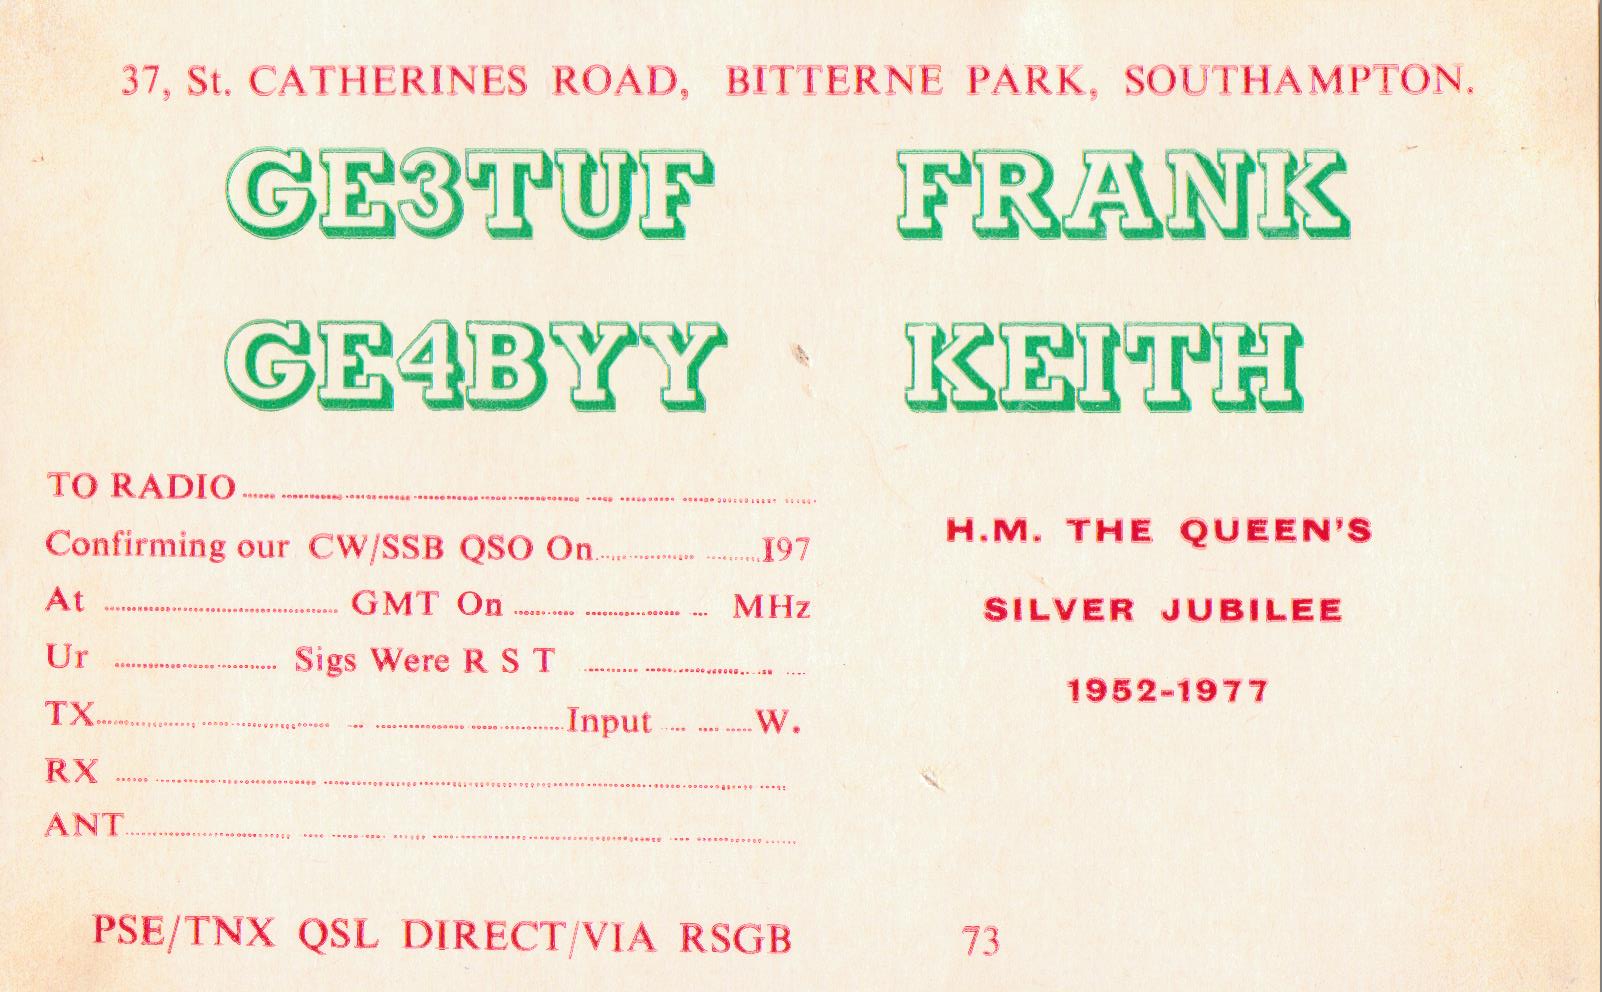 37, St. CATHERINES ROAD, BITTERNE PARK, SOUTHAMPTON.
GE3TUF FRANK
GE4BYY KEITH
TO RADIO
Confirming our CW/SSB QSO On I97
At GMT On MHz
Ur Sigs Were R S T
TX Input W.
RX
ANT
H.M. THE QUEEN'S
SILVER JUBILEE
1952-1977
PSE/TNX QSL DIRECT/VIA RSGB 73